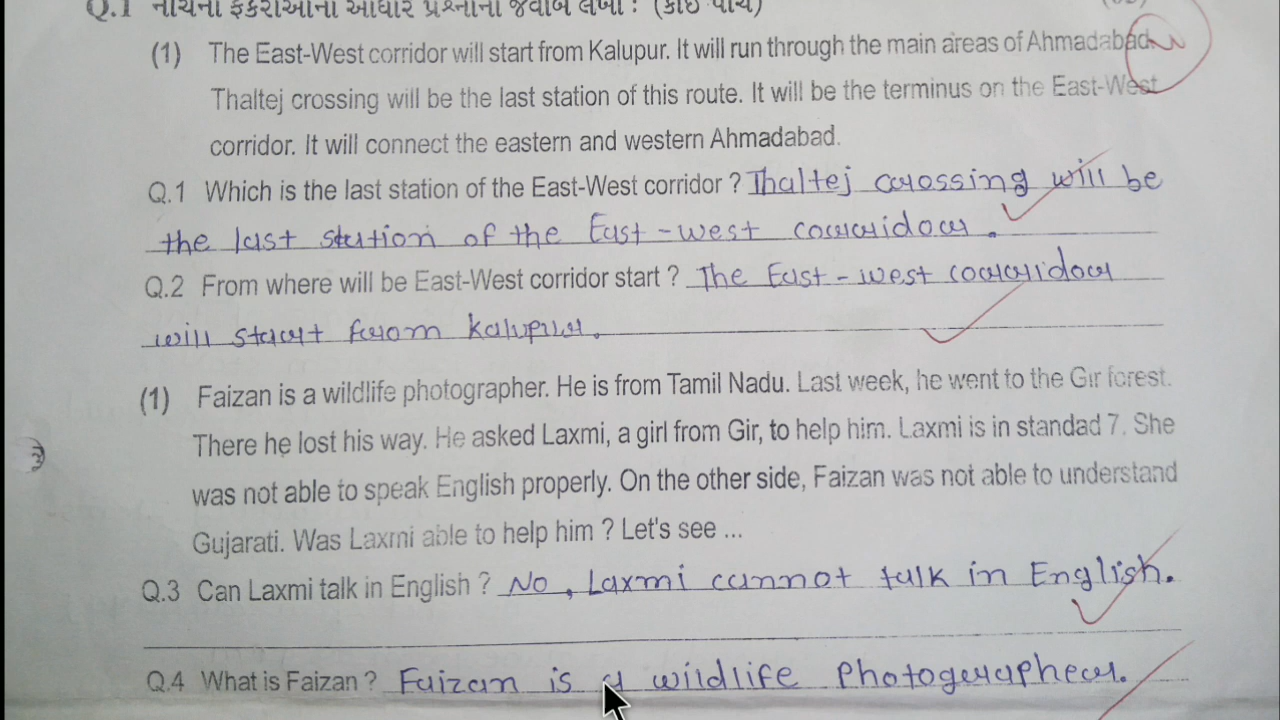 Q.1 નીચેના ફકરાઓના આધારે પ્રશ્નોના જવાબ લખો : (કોઈ પાંચ)
(1) The East-West corridor will start from Kalupur. It will run through the main areas of Ahmadabad.
Thaltej crossing will be the last station of this route. It will be the terminus on the East-West
corridor. It will connect the eastern and western Ahmadabad.
Q.1 Which is the last station of the East-West corridor ? Thaltej crossing will be
the last station of the East-west corridor.
Q.2 From where will be East-West corridor start ? The East-west corridor
will start from kalupur.
(1) Faizan is a wildlife photographer. He is from Tamil Nadu. Last week, he went to the Gir forest.
There he lost his way. He asked Laxmi, a girl from Gir, to help him. Laxmi is in standad 7. She
was not able to speak English properly. On the other side, Faizan was not able to understand
Gujarati. Was Laxmi able to help him ? Let's see ...
Q.3 Can Laxmi talk in English ? No, Laxmi cannot talk in English.
Q.4 What is Faizan ? Faizan is a wildlife photographer.